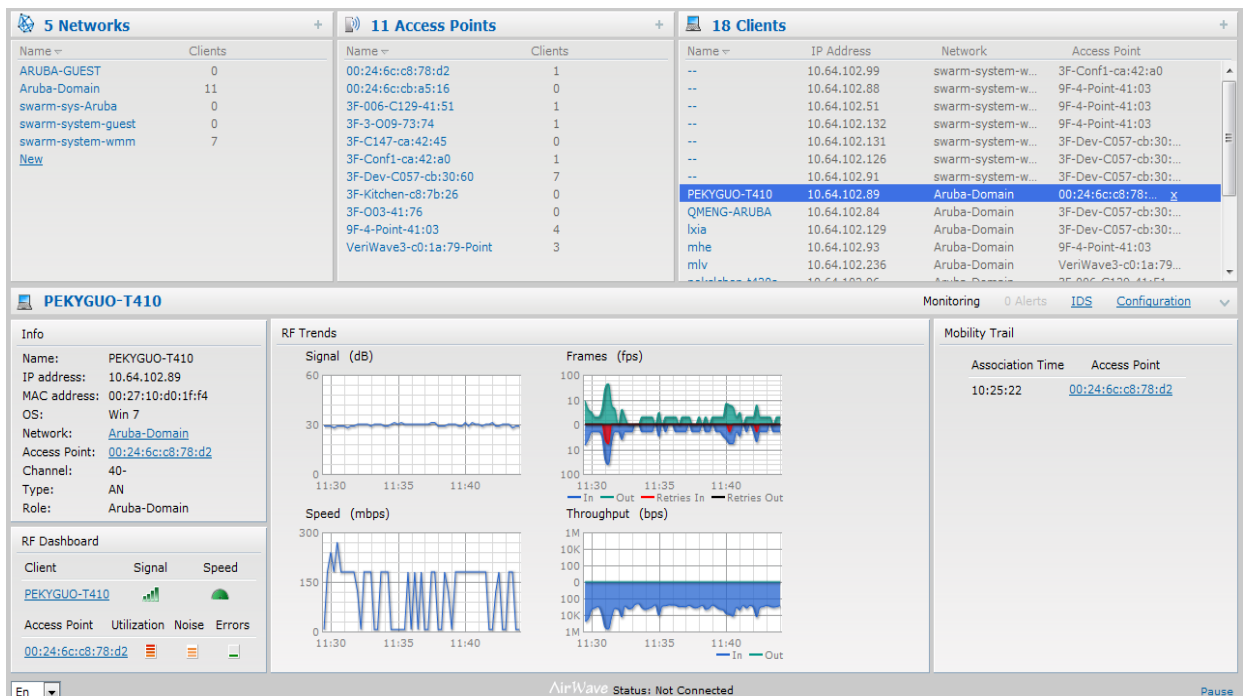 5 Networks +
Name Clients
ARUBA-GUEST 0
Aruba-Domain 11
swarm-sys-Aruba 0
swarm-system-guest 0
swarm-system-wmm 7
New
11 Access Points +
Name Clients
00:24:6c:c8:78:d2 1
00:24:6c:cb:a5:16 0
3F-006-C129-41:51 1
3F-3-O09-73:74 1
3F-C147-ca:42:45 0
3F-Conf1-ca:42:a0 1
3F-Dev-C057-cb:30:60 7
3F-Kitchen-c8:7b:26 0
3F-O03-41:76 0
9F-4-Point-41:03 4
VeriWave3-c0:1a:79-Point 3
18 Clients +
Name IP Address Network Access Point
-- 10.64.102.99 swarm-system-w... 3F-Conf1-ca:42:a0
-- 10.64.102.88 swarm-system-w... 9F-4-Point-41:03
-- 10.64.102.51 swarm-system-w... 9F-4-Point-41:03
-- 10.64.102.132 swarm-system-w... 9F-4-Point-41:03
-- 10.64.102.131 swarm-system-w... 3F-Dev-C057-cb:30:...
-- 10.64.102.126 swarm-system-w... 3F-Dev-C057-cb:30:...
-- 10.64.102.91 swarm-system-w... 3F-Dev-C057-cb:30:...
PEKYGUO-T410 10.64.102.89 Aruba-Domain 00:24:6c:c8:78:... x
QMENG-ARUBA 10.64.102.84 Aruba-Domain 3F-Dev-C057-cb:30:...
lxia 10.64.102.129 Aruba-Domain 3F-Dev-C057-cb:30:...
mhe 10.64.102.93 Aruba-Domain 9F-4-Point-41:03
mlv 10.64.102.236 Aruba-Domain VeriWave3-c0:1a:79...
PEKYGUO-T410 Monitoring 0 Alerts IDS Configuration
Info
Name: PEKYGUO-T410
IP address: 10.64.102.89
MAC address: 00:27:10:d0:1f:f4
OS: Win 7
Network: Aruba-Domain
Access Point: 00:24:6c:c8:78:d2
Channel: 40-
Type: AN
Role: Aruba-Domain
RF Dashboard
Client Signal Speed
PEKYGUO-T410
Access Point Utilization Noise Errors
00:24:6c:c8:78:d2
RF Trends
Signal (dB)
60
30
0
11:30 11:35 11:40
Frames (fps)
100
10
0
10
100
11:30 11:35 11:40
In Out Retries In Retries Out
Speed (mbps)
300
150
0
11:30 11:35 11:40
Throughput (bps)
1M
10K
100
0
100
10K
1M
11:30 11:35 11:40
In Out
Mobility Trail
Association Time Access Point
10:25:22 00:24:6c:c8:78:d2
En
AirWave Status: Not Connected
Pause